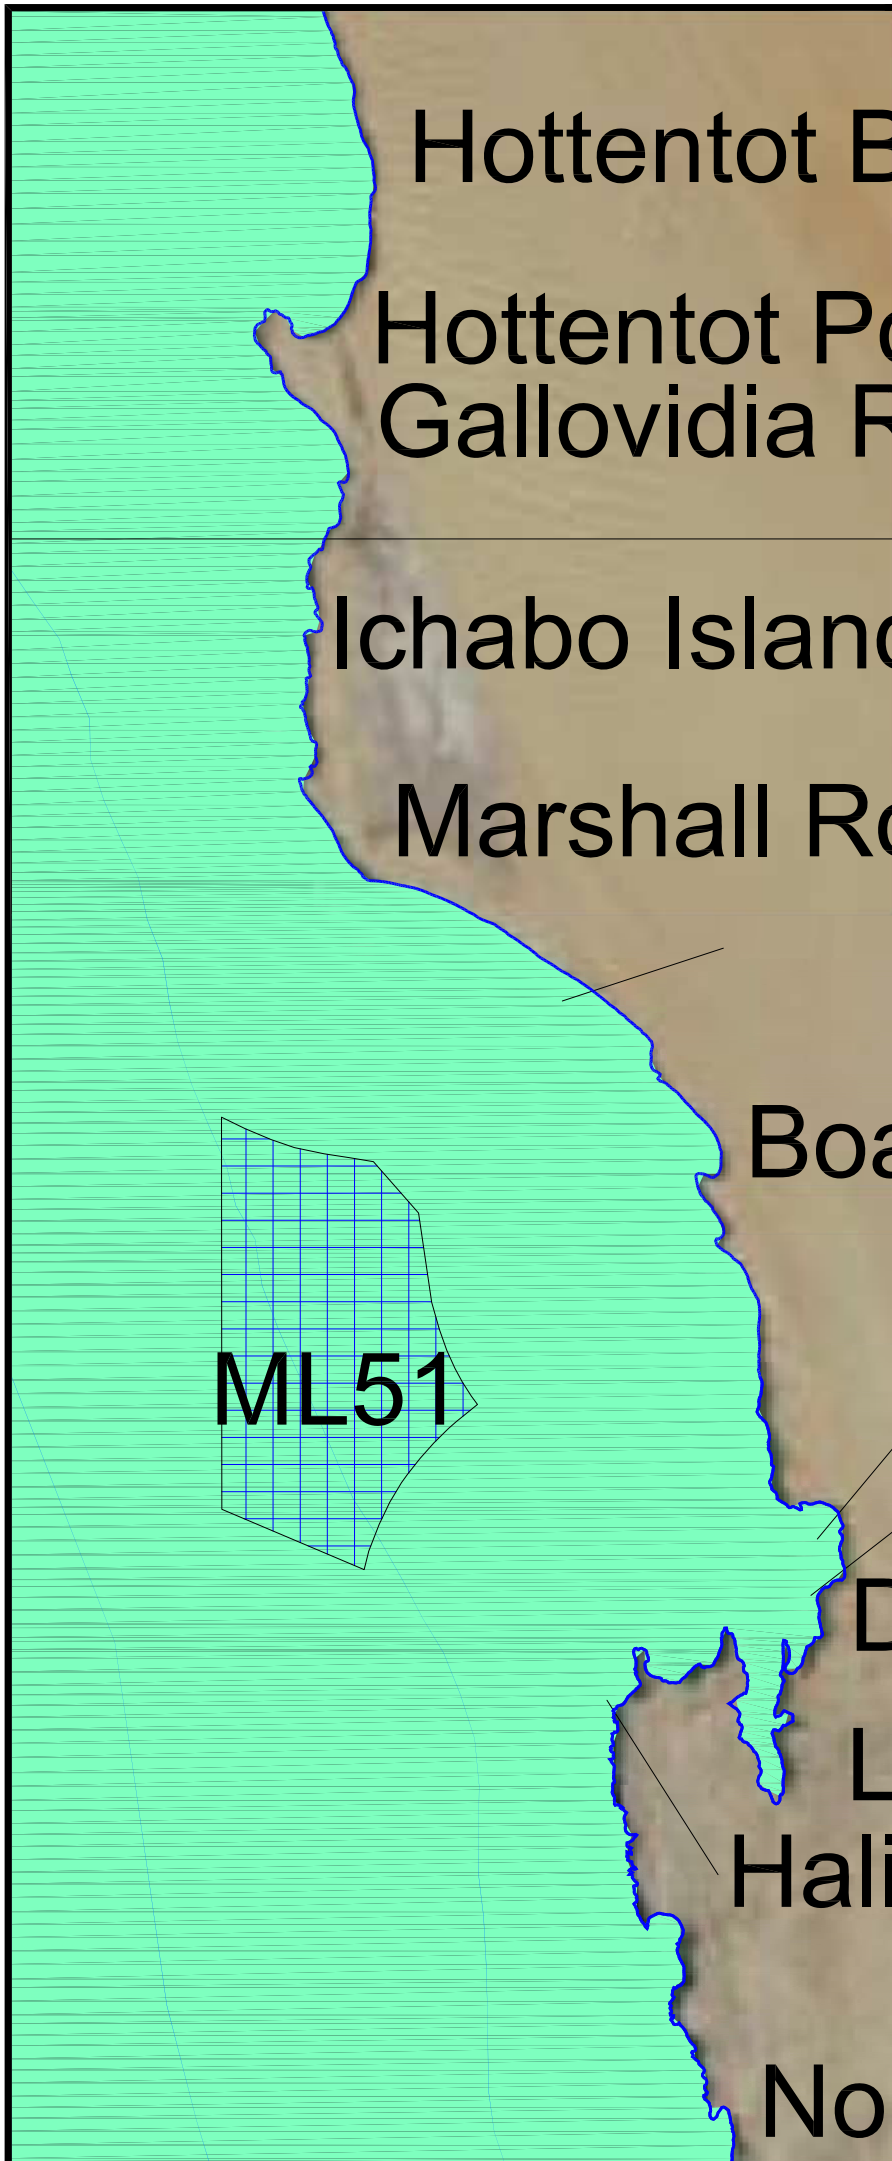 Hottentot B
Hottentot Po
Gallovidia R
Ichabo Island
Marshall Ro
Boa
ML51
D
L
Hali
No